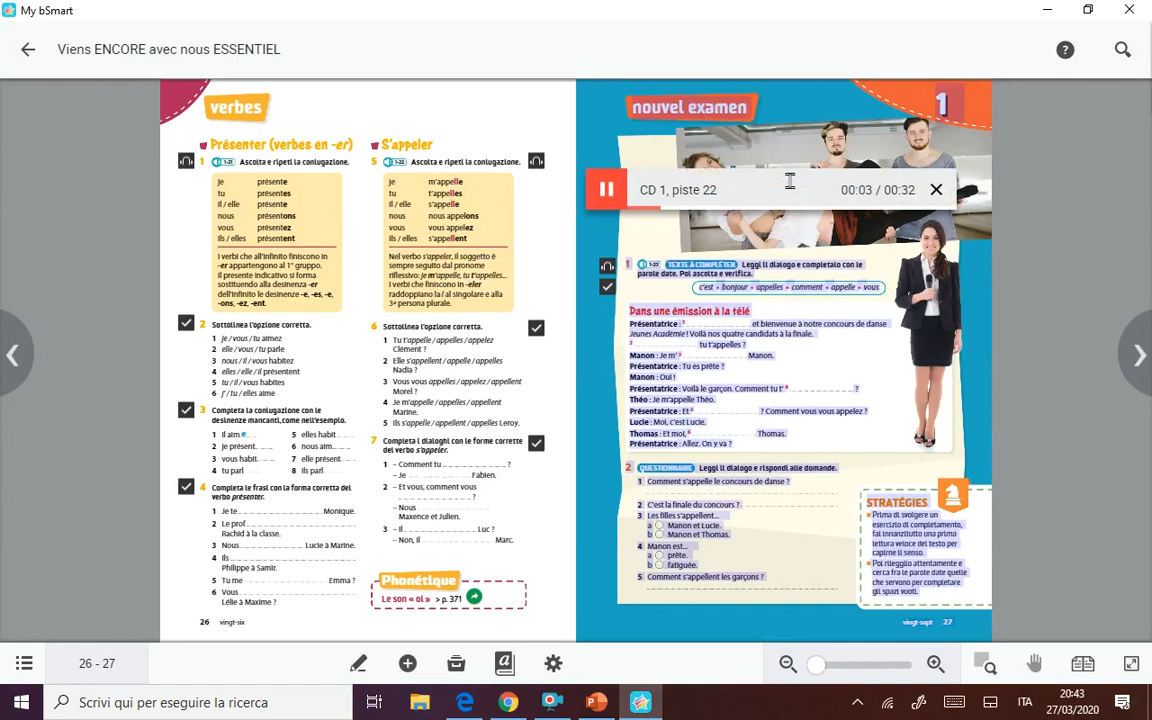 My bSmart
Viens ENCORE avec nous ESSENTIEL
verbes
Présenter (verbes en -er)
1 1-21 Ascolta e ripeti la coniugazione.
je présente
tu présentes
il / elle présente
nous présentons
vous présentez
ils / elles présentent
I verbi che all'infinito finiscono in
-er appartengono al 1° gruppo.
Il presente indicativo si forma
sostituendo alla desinenza -er
dell'infinito le desinenze -e, -es, -e,
-ons, -ez, -ent.
2 Sottolinea l'opzione corretta.
1 je / vous / tu aimez
2 elle / vous / tu parle
3 nous / il / vous habitez
4 elles / elle / il présentent
5 tu / il / vous habites
6 j' / tu / elles aime
3 Completa la coniugazione con le
desinenze mancanti, come nell'esempio.
1 il aime 5 elles habit
2 je présent 6 nous aim
3 vous habit 7 elle présent
4 tu parl 8 ils parl
4 Completa le frasi con la forma corretta del
verbo présenter.
1 Je te Monique.
2 Le prof
Rachid à la classe.
3 Nous Lucie à Marine.
4 Ils
Philippe à Samir.
5 Tu me Emma ?
6 Vous
Lélie à Maxime ?
26 vingt-six
S'appeler
5 1-22 Ascolta e ripeti la coniugazione.
je m'appelle
tu t'appelles
il / elle s'appelle
nous nous appelons
vous vous appelez
ils / elles s'appellent
Nel verbo s'appeler, il soggetto è
sempre seguito dal pronome
riflessivo: Je m'appelle, tu t'appelles...
I verbi che finiscono in -eler
raddoppiano la l al singolare e alla
3ª persona plurale.
6 Sottolinea l'opzione corretta.
1 Tu t'appelle / appelles / appelez
Clément ?
2 Elle s'appellent / appelle / appelles
Nadia ?
3 Vous vous appelles / appelez / appellent
Morel ?
4 Je m'appelle / appelles / appellent
Marine.
5 Ils s'appelle / appellent / appelles Leroy.
7 Completa i dialoghi con le forme corrette
del verbo s'appeler.
1 – Comment tu ?
– Je Fabien.
2 – Et vous, comment vous
?
– Nous
Maxence et Julien.
3 – Il Luc ?
– Non, il Marc.
Phonétique
Le son « oi » > p. 371
nouvel examen
1
CD 1, piste 22 00:03 / 00:32
1 1-23 TEXTE À COMPLÉTER Leggi il dialogo e completalo con le
parole date. Poi ascolta e verifica.
c'est • bonjour • appelles • comment • appelle • vous
Dans une émission à la télé
Présentatrice : 1 et bienvenue à notre concours de danse
Jeunes Académie ! Voilà nos quatre candidats à la finale.
2 tu t'appelles ?
Manon : Je m' 3 Manon.
Présentatrice : Tu es prête ?
Manon : Oui !
Présentatrice : Voilà le garçon. Comment tu t' 4 ?
Théo : Je m'appelle Théo.
Présentatrice : Et 5 ? Comment vous vous appelez ?
Lucie : Moi, c'est Lucie.
Thomas : Et moi, 6 Thomas.
Présentatrice : Allez. On y va ?
2 QUESTIONNAIRE Leggi il dialogo e rispondi alle domande.
1 Comment s'appelle le concours de danse ?
2 C'est la finale du concours ?
3 Les filles s'appellent...
a Manon et Lucie.
b Manon et Thomas.
4 Manon est...
a prête.
b fatiguée.
5 Comment s'appellent les garçons ?
STRATÉGIES
Prima di svolgere un
esercizio di completamento,
fai innanzitutto una prima
lettura veloce del testo per
capirne il senso.
Poi rileggilo attentamente e
cerca fra le parole date quelle
che servono per completare
gli spazi vuoti.
vingt-sept 27
26 - 27
Scrivi qui per eseguire la ricerca
ITA
20:43
27/03/2020